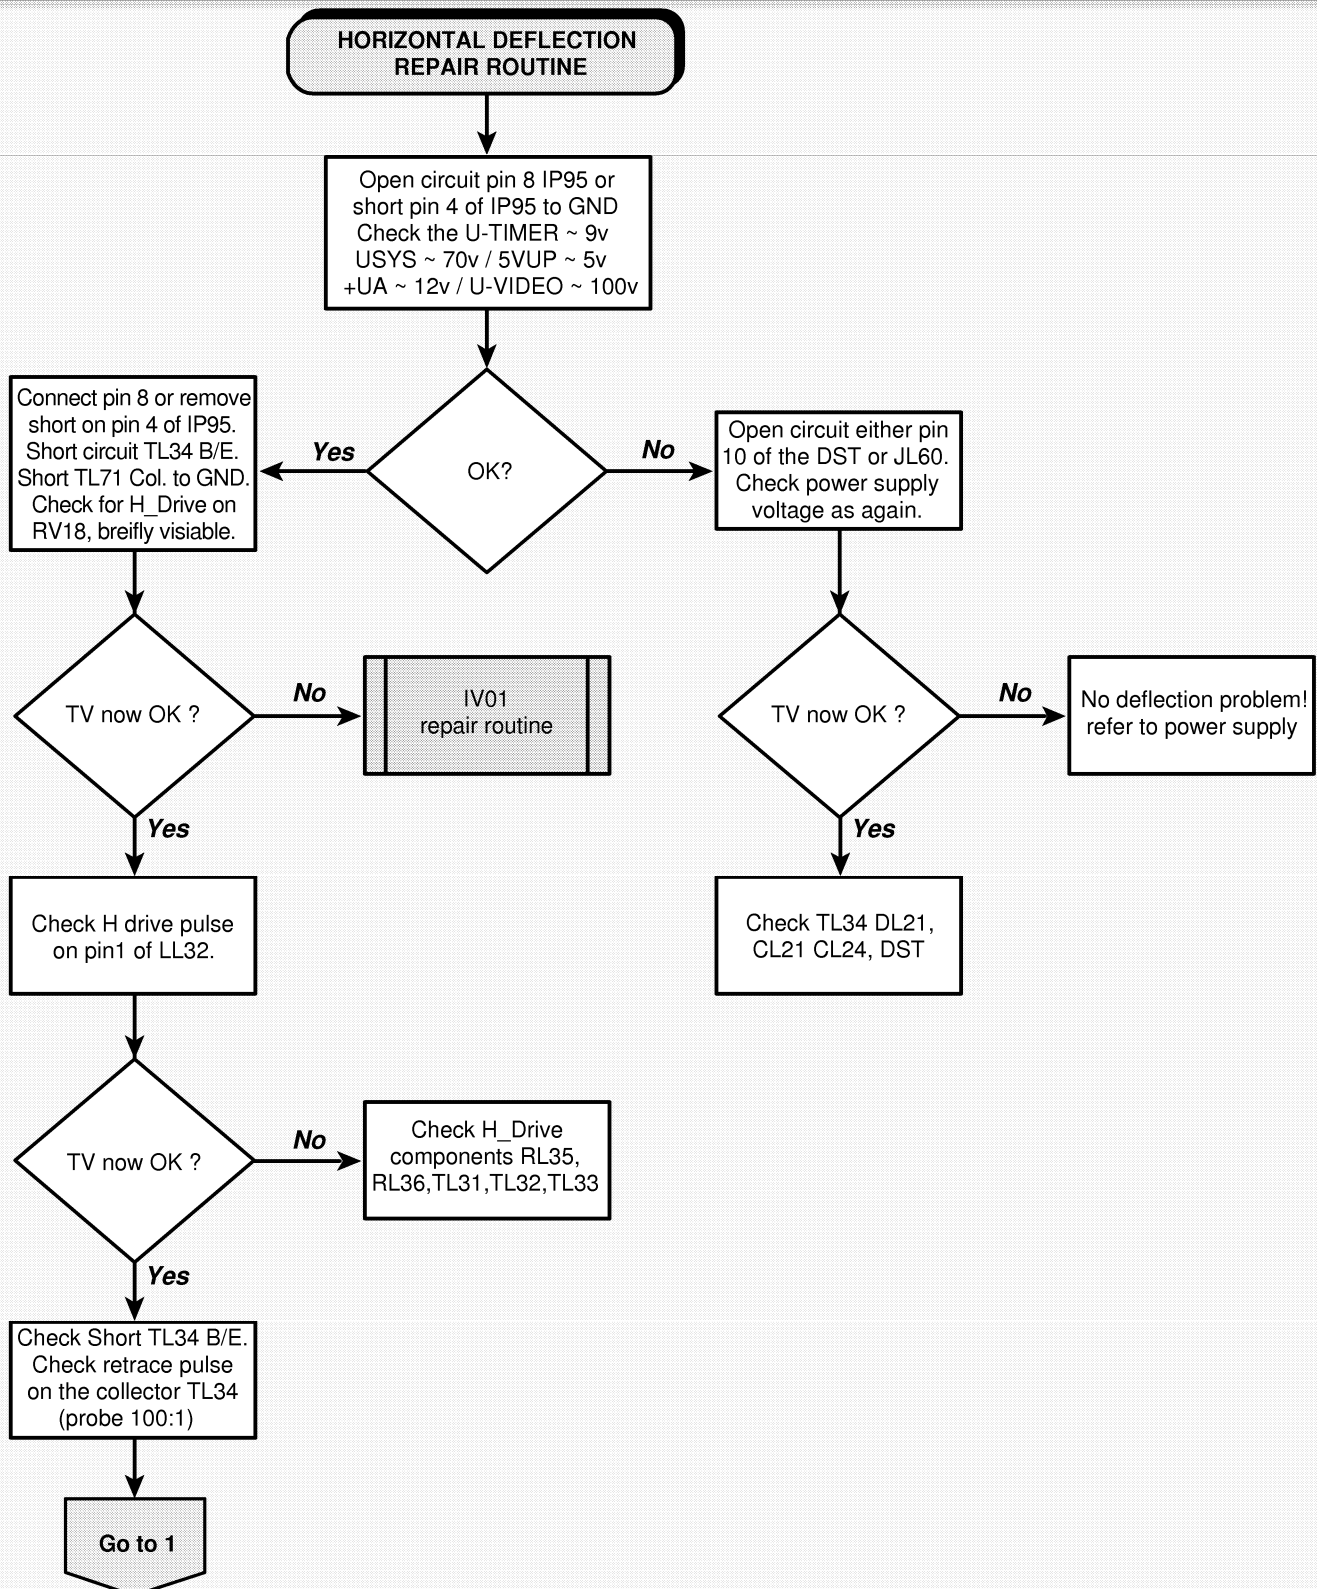 HORIZONTAL DEFLECTION
REPAIR ROUTINE
Open circuit pin 8 IP95 or
short pin 4 of IP95 to GND
Check the U-TIMER ~ 9v
USYS ~ 70v / 5VUP ~ 5v
+UA ~ 12v / U-VIDEO ~ 100v
OK?
Yes
No
Connect pin 8 or remove
short on pin 4 of IP95.
Short circuit TL34 B/E.
Short TL71 Col. to GND.
Check for H_Drive on
RV18, breifly visiable.
Open circuit either pin
10 of the DST or JL60.
Check power supply
voltage as again.
TV now OK ?
No
IV01
repair routine
Yes
TV now OK ?
No
No deflection problem!
refer to power supply
Yes
Check H drive pulse
on pin1 of LL32.
Check TL34 DL21,
CL21 CL24, DST
TV now OK ?
No
Check H_Drive
components RL35,
RL36,TL31,TL32,TL33
Yes
Check Short TL34 B/E.
Check retrace pulse
on the collector TL34
(probe 100:1)
Go to 1